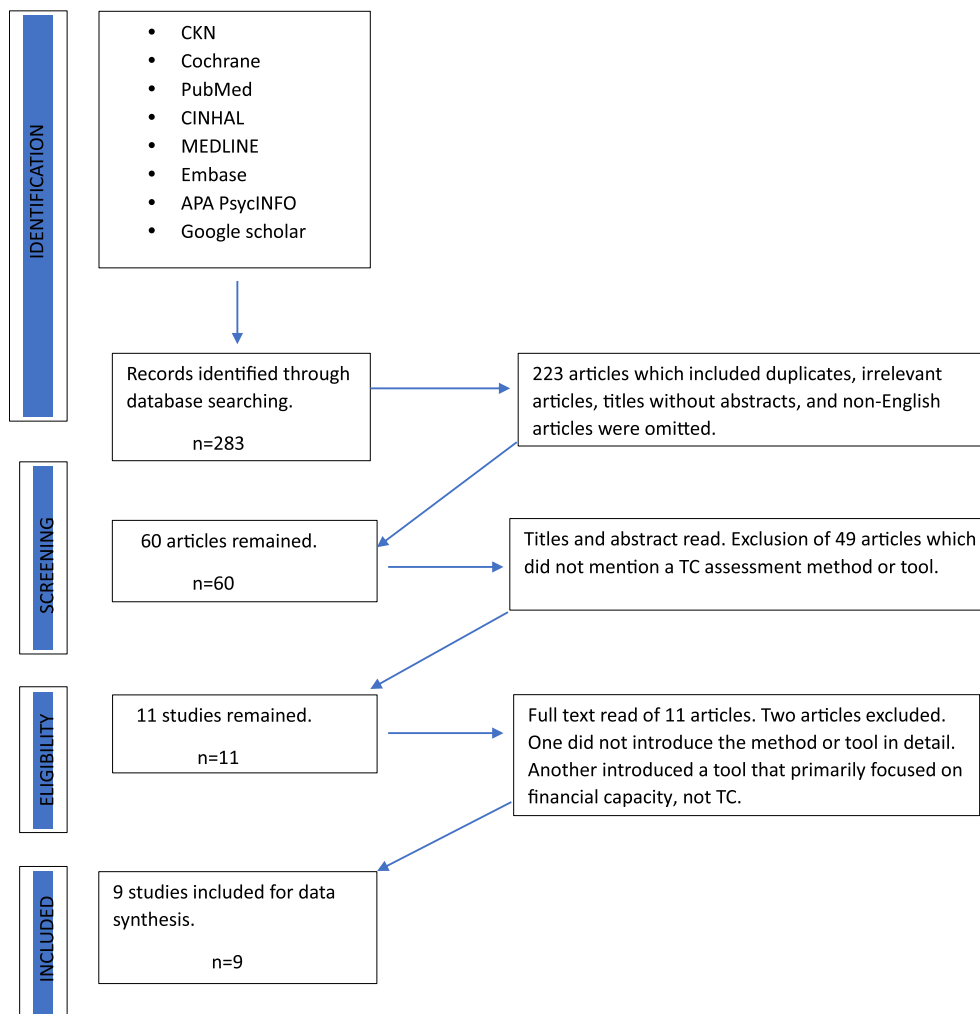 IDENTIFICATION
• CKN
• Cochrane
• PubMed
• CINHAL
• MEDLINE
• Embase
• APA PsycINFO
• Google scholar
Records identified through
database searching.
n=283
223 articles which included duplicates, irrelevant
articles, titles without abstracts, and non-English
articles were omitted.
SCREENING
60 articles remained.
n=60
Titles and abstract read. Exclusion of 49 articles which
did not mention a TC assessment method or tool.
ELIGIBILITY
11 studies remained.
n=11
Full text read of 11 articles. Two articles excluded.
One did not introduce the method or tool in detail.
Another introduced a tool that primarily focused on
financial capacity, not TC.
INCLUDED
9 studies included for data
synthesis.
n=9